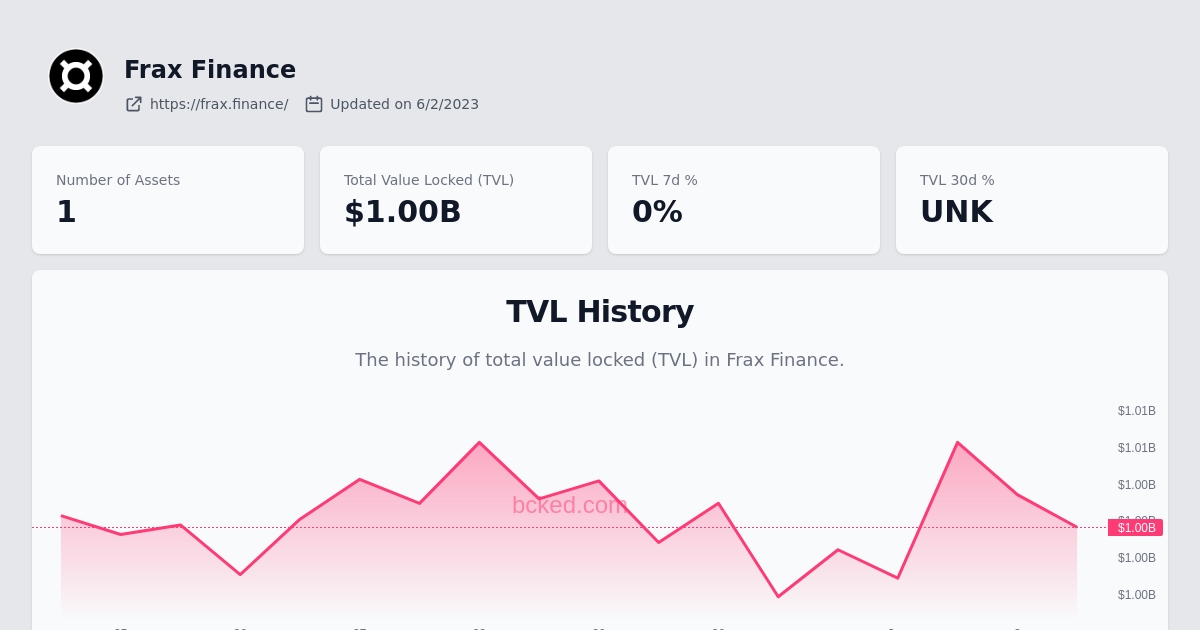 Frax Finance
https://frax.finance/ Updated on 6/2/2023
Number of Assets
1
Total Value Locked (TVL)
$1.00B
TVL 7d %
0%
TVL 30d %
UNK
TVL History
The history of total value locked (TVL) in Frax Finance.
$1.01B
$1.01B
$1.00B
bcked.com
$1.00B
$1.00B
$1.00B